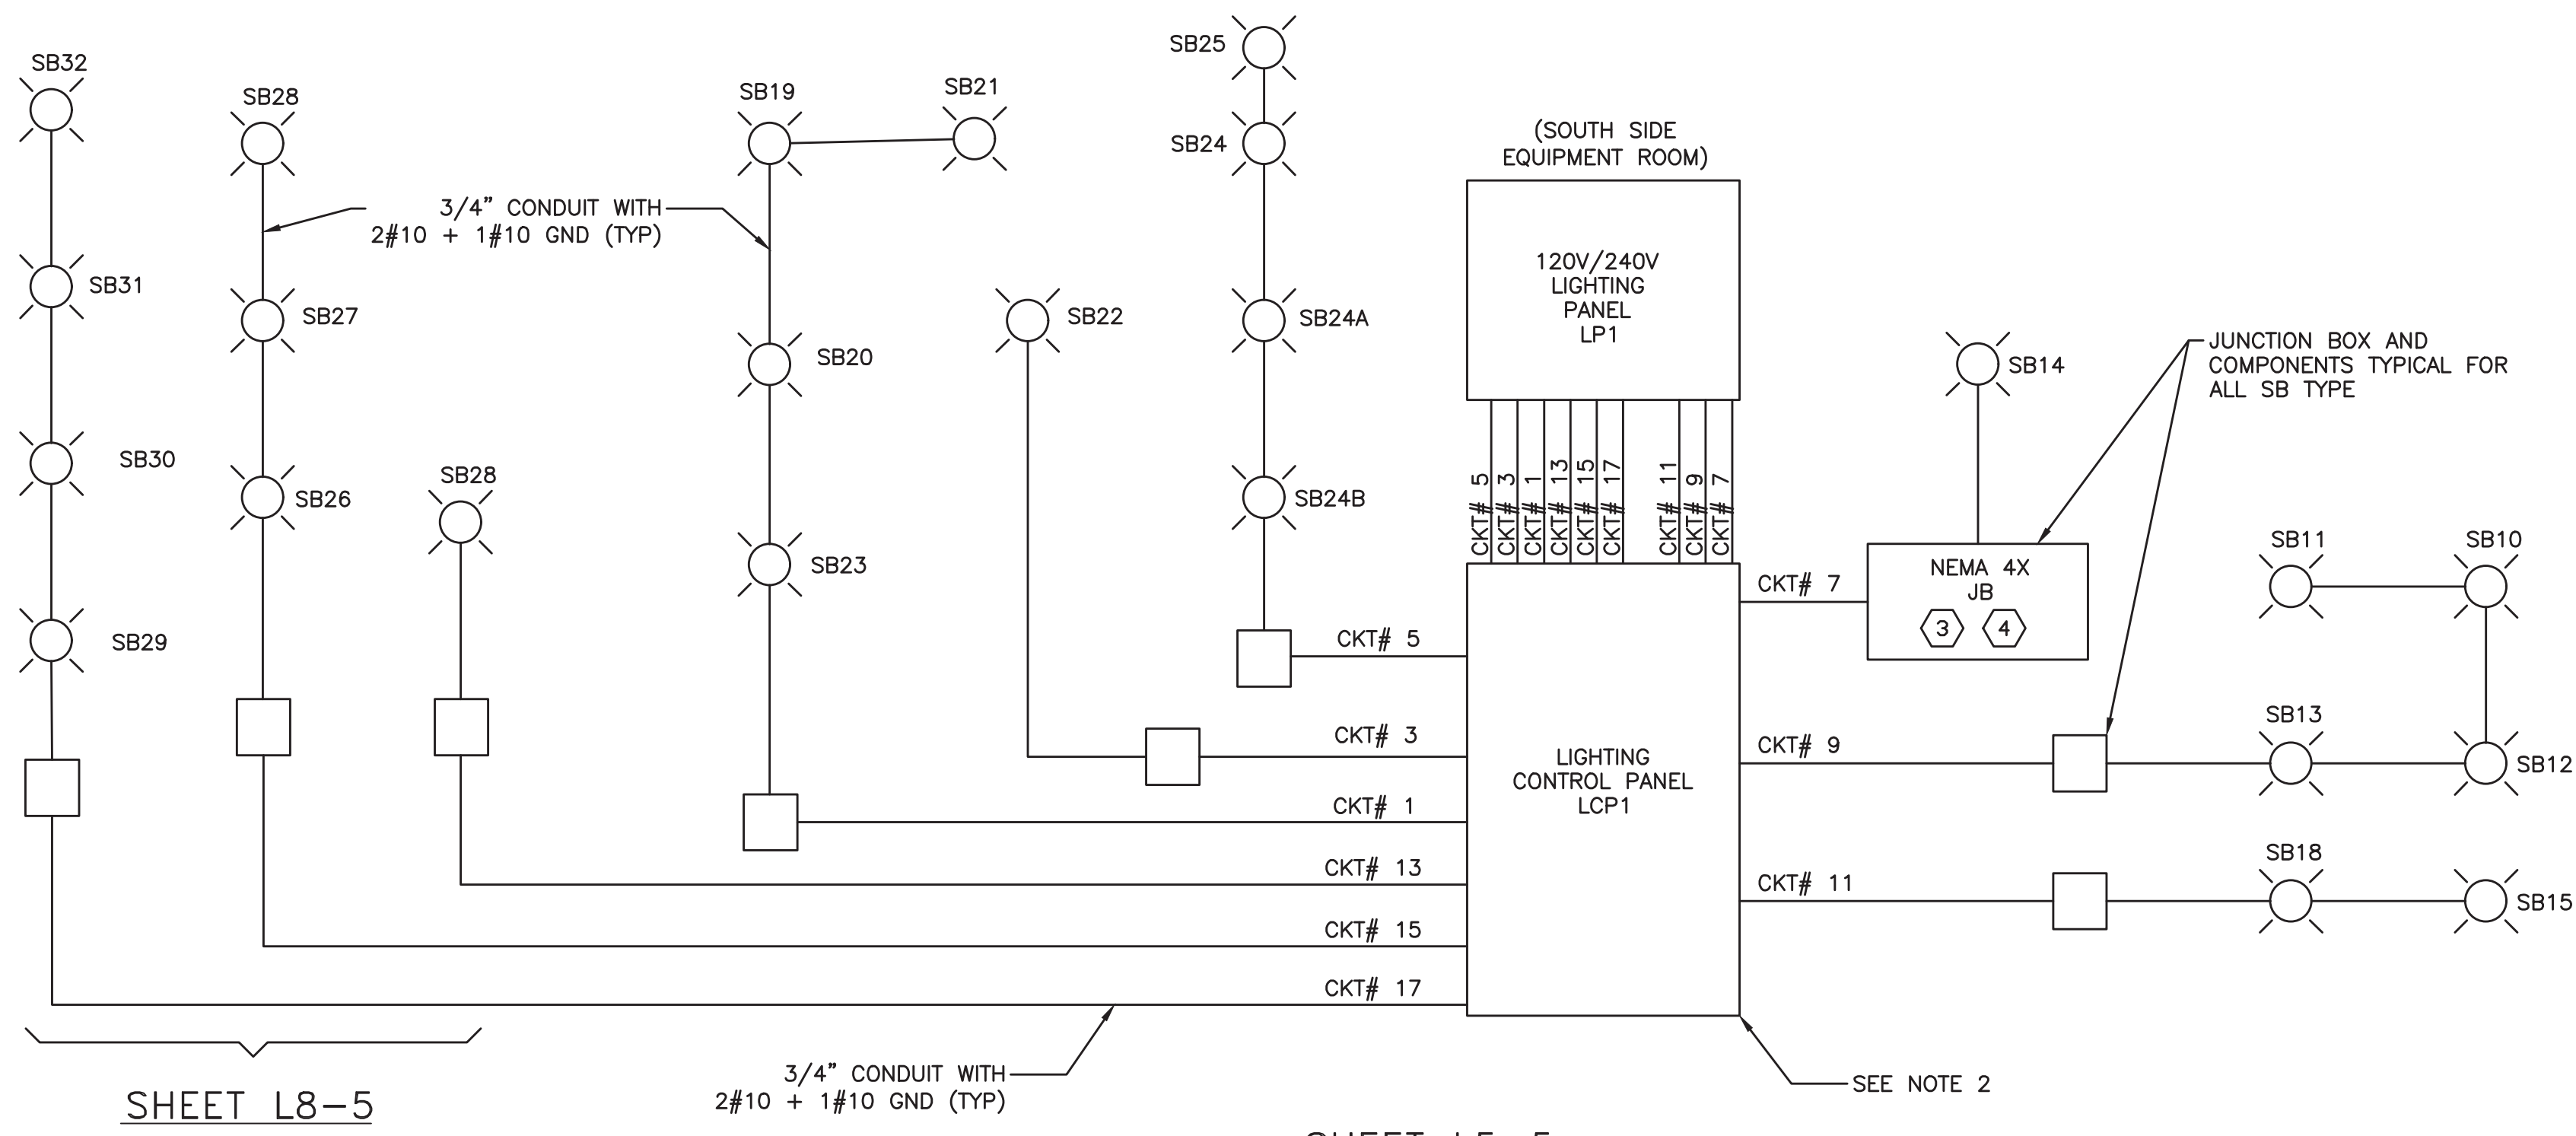 SB32
SB28
SB19
SB21
SB25
SB24
(SOUTH SIDE
EQUIPMENT ROOM)
3/4" CONDUIT WITH
2#10 + 1#10 GND (TYP)
SB31
SB27
SB20
SB22
SB24A
120V/240V
LIGHTING
PANEL
LP1
SB14
JUNCTION BOX AND
COMPONENTS TYPICAL FOR
ALL SB TYPE
SB30
SB26
SB28
SB23
SB24B
CKT# 5
CKT# 3
CKT# 1
CKT# 13
CKT# 15
CKT# 17
CKT# 11
CKT# 9
CKT# 7
SB11
SB10
SB29
CKT# 7
NEMA 4X
JB
3
4
CKT# 5
CKT# 3
CKT# 1
CKT# 13
CKT# 15
CKT# 17
LIGHTING
CONTROL PANEL
LCP1
CKT# 9
SB13
SB12
CKT# 11
SB18
SB15
3/4" CONDUIT WITH
2#10 + 1#10 GND (TYP)
SEE NOTE 2
SHEET L8-5